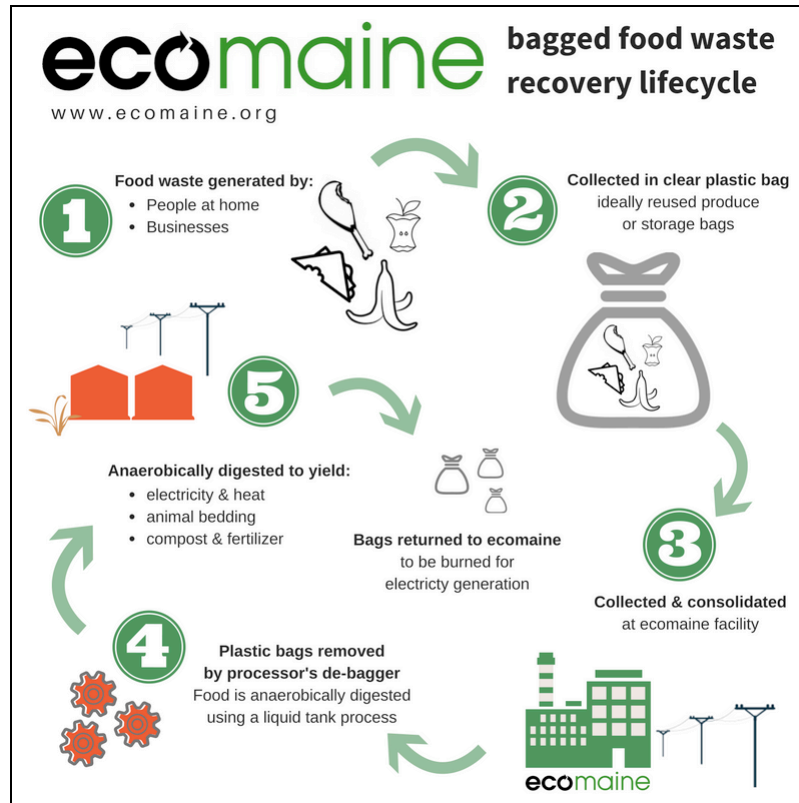 ecomaine
www.ecomaine.org
bagged food waste
recovery lifecycle
1
Food waste generated by:
• People at home
• Businesses
2
Collected in clear plastic bag
ideally reused produce
or storage bags
3
Collected & consolidated
at ecomaine facility
ecomaine
4
Plastic bags removed
by processor's de-bagger
Food is anaerobically digested
using a liquid tank process
5
Anaerobically digested to yield:
• electricity & heat
• animal bedding
• compost & fertilizer
Bags returned to ecomaine
to be burned for
electricty generation